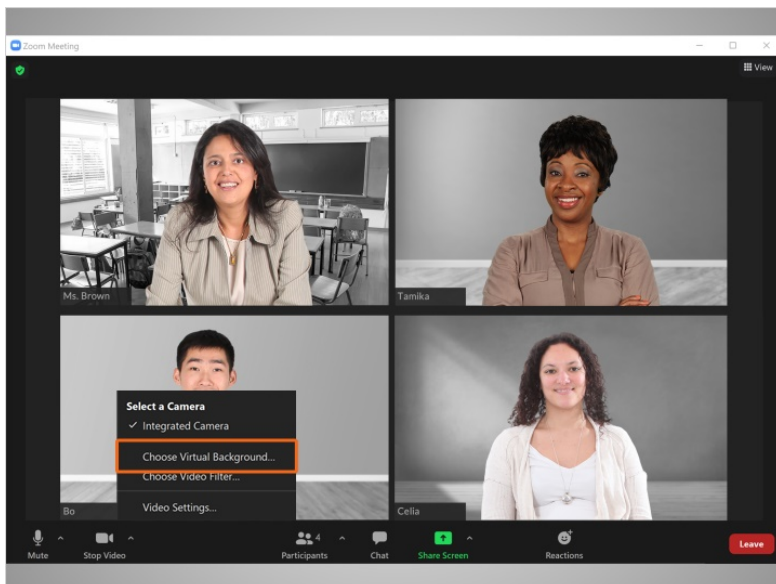 Zoom Meeting
View
Ms. Brown
Tamika
Select a Camera
✓ Integrated Camera
Choose Virtual Background...
Choose Video Filter...
Video Settings...
Bo
Celia
4
Mute
Stop Video
Participants
Chat
Share Screen
Reactions
Leave